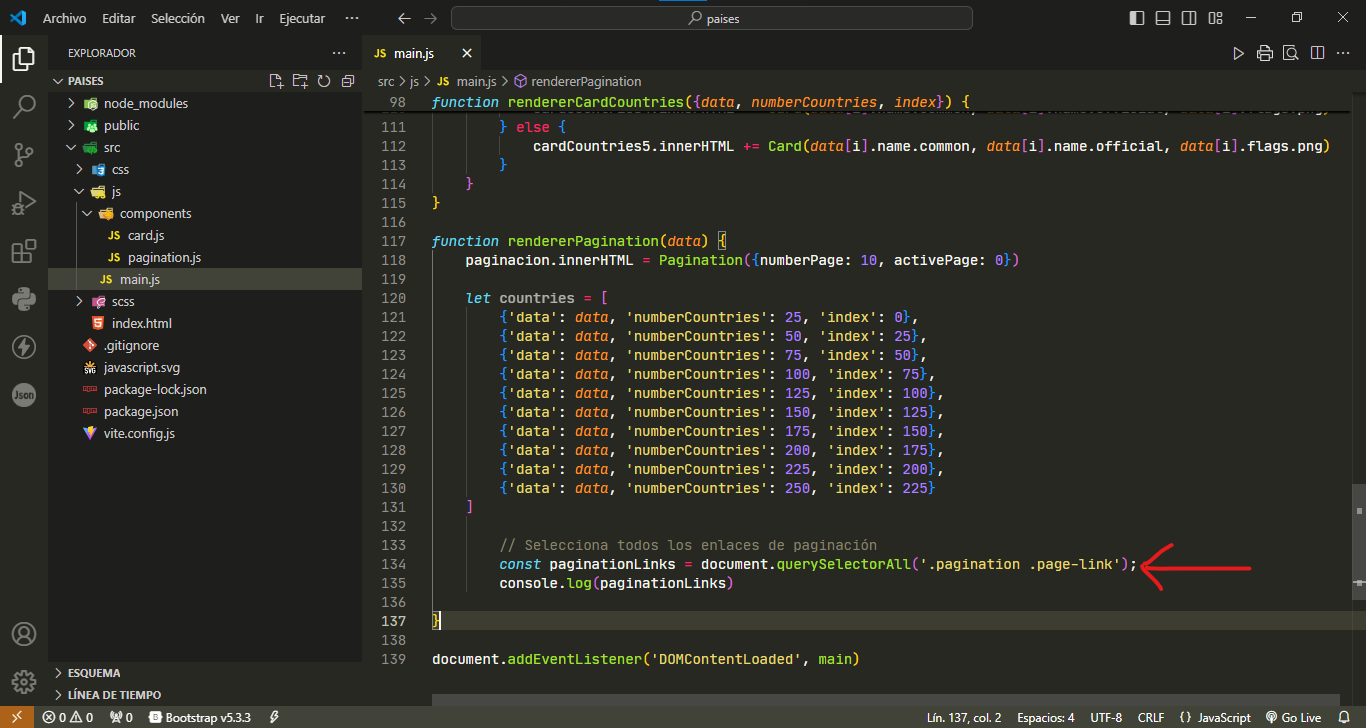 Archivo Editar Selección Ver Ir Ejecutar ··· paises
EXPLORADOR ···
PAISES
node_modules
public
src
css
js
components
JS card.js
JS pagination.js
JS main.js
scss
index.html
.gitignore
javascript.svg
package-lock.json
package.json
vite.config.js
ESQUEMA
LÍNEA DE TIEMPO
Json
JS main.js
src > js > JS main.js > rendererPagination
98 function rendererCardCountries({data, numberCountries, index}) {
111 } else {
112 cardCountries5.innerHTML += Card(data[i].name.common, data[i].name.official, data[i].flags.png)
113 }
114 }
115 }
116
117 function rendererPagination(data) {
118 paginacion.innerHTML = Pagination({numberPage: 10, activePage: 0})
119
120 let countries = [
121 {'data': data, 'numberCountries': 25, 'index': 0},
122 {'data': data, 'numberCountries': 50, 'index': 25},
123 {'data': data, 'numberCountries': 75, 'index': 50},
124 {'data': data, 'numberCountries': 100, 'index': 75},
125 {'data': data, 'numberCountries': 125, 'index': 100},
126 {'data': data, 'numberCountries': 150, 'index': 125},
127 {'data': data, 'numberCountries': 175, 'index': 150},
128 {'data': data, 'numberCountries': 200, 'index': 175},
129 {'data': data, 'numberCountries': 225, 'index': 200},
130 {'data': data, 'numberCountries': 250, 'index': 225}
131 ]
132
133 // Selecciona todos los enlaces de paginación
134 const paginationLinks = document.querySelectorAll('.pagination .page-link');
135 console.log(paginationLinks)
136
137 }
138
139 document.addEventListener('DOMContentLoaded', main)
0 0 0 Bootstrap v5.3.3 Lín. 137, col. 2 Espacios: 4 UTF-8 CRLF {} JavaScript Go Live